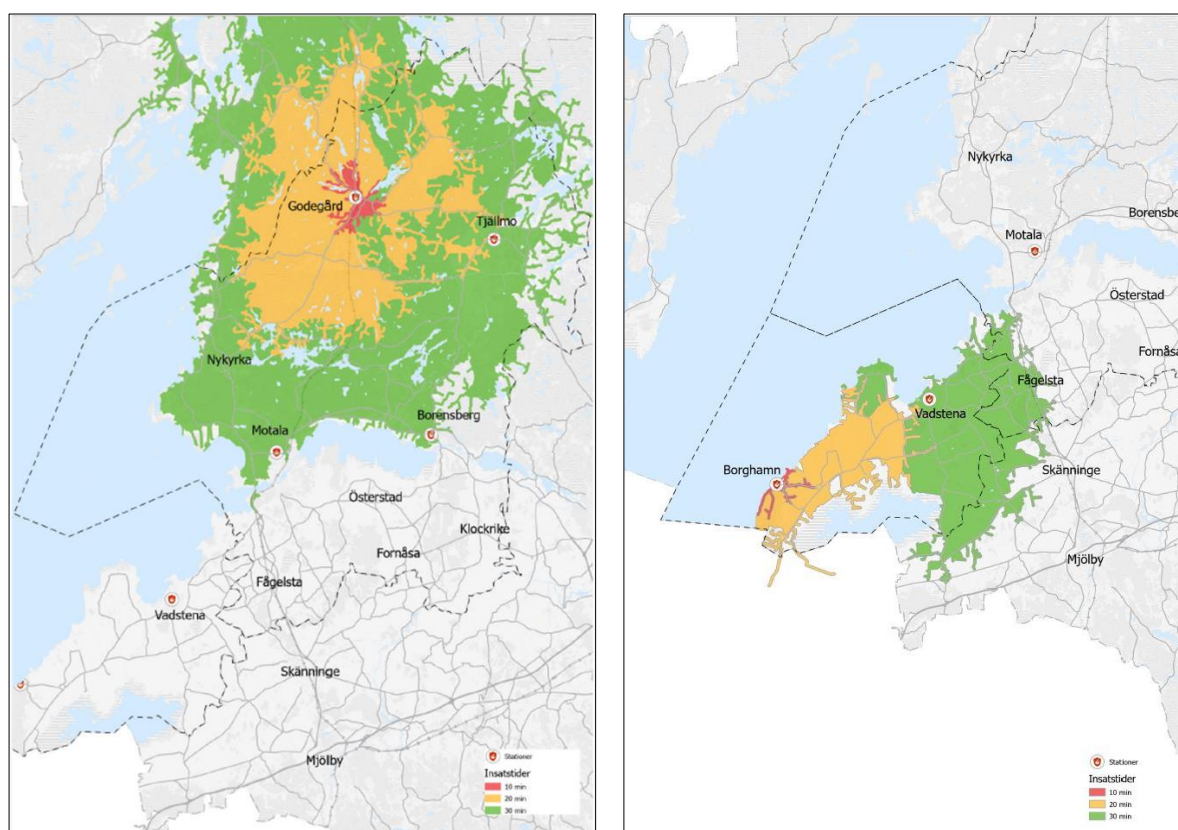 Godegård
Tjällmo
Nykyrka
Borensberg
Motala
Österstad
Klockrike
Fornåsa
Fågelsta
Vadstena
Skänninge
Mjölby
Stationer
Insatstider
10 min
20 min
30 min
Nykyrka
Borensbe
Motala
Österstad
Fornåsa
Fågelsta
Vadstena
Borghamn
Skänninge
Mjölby
Stationer
Insatstider
10 min
20 min
30 min